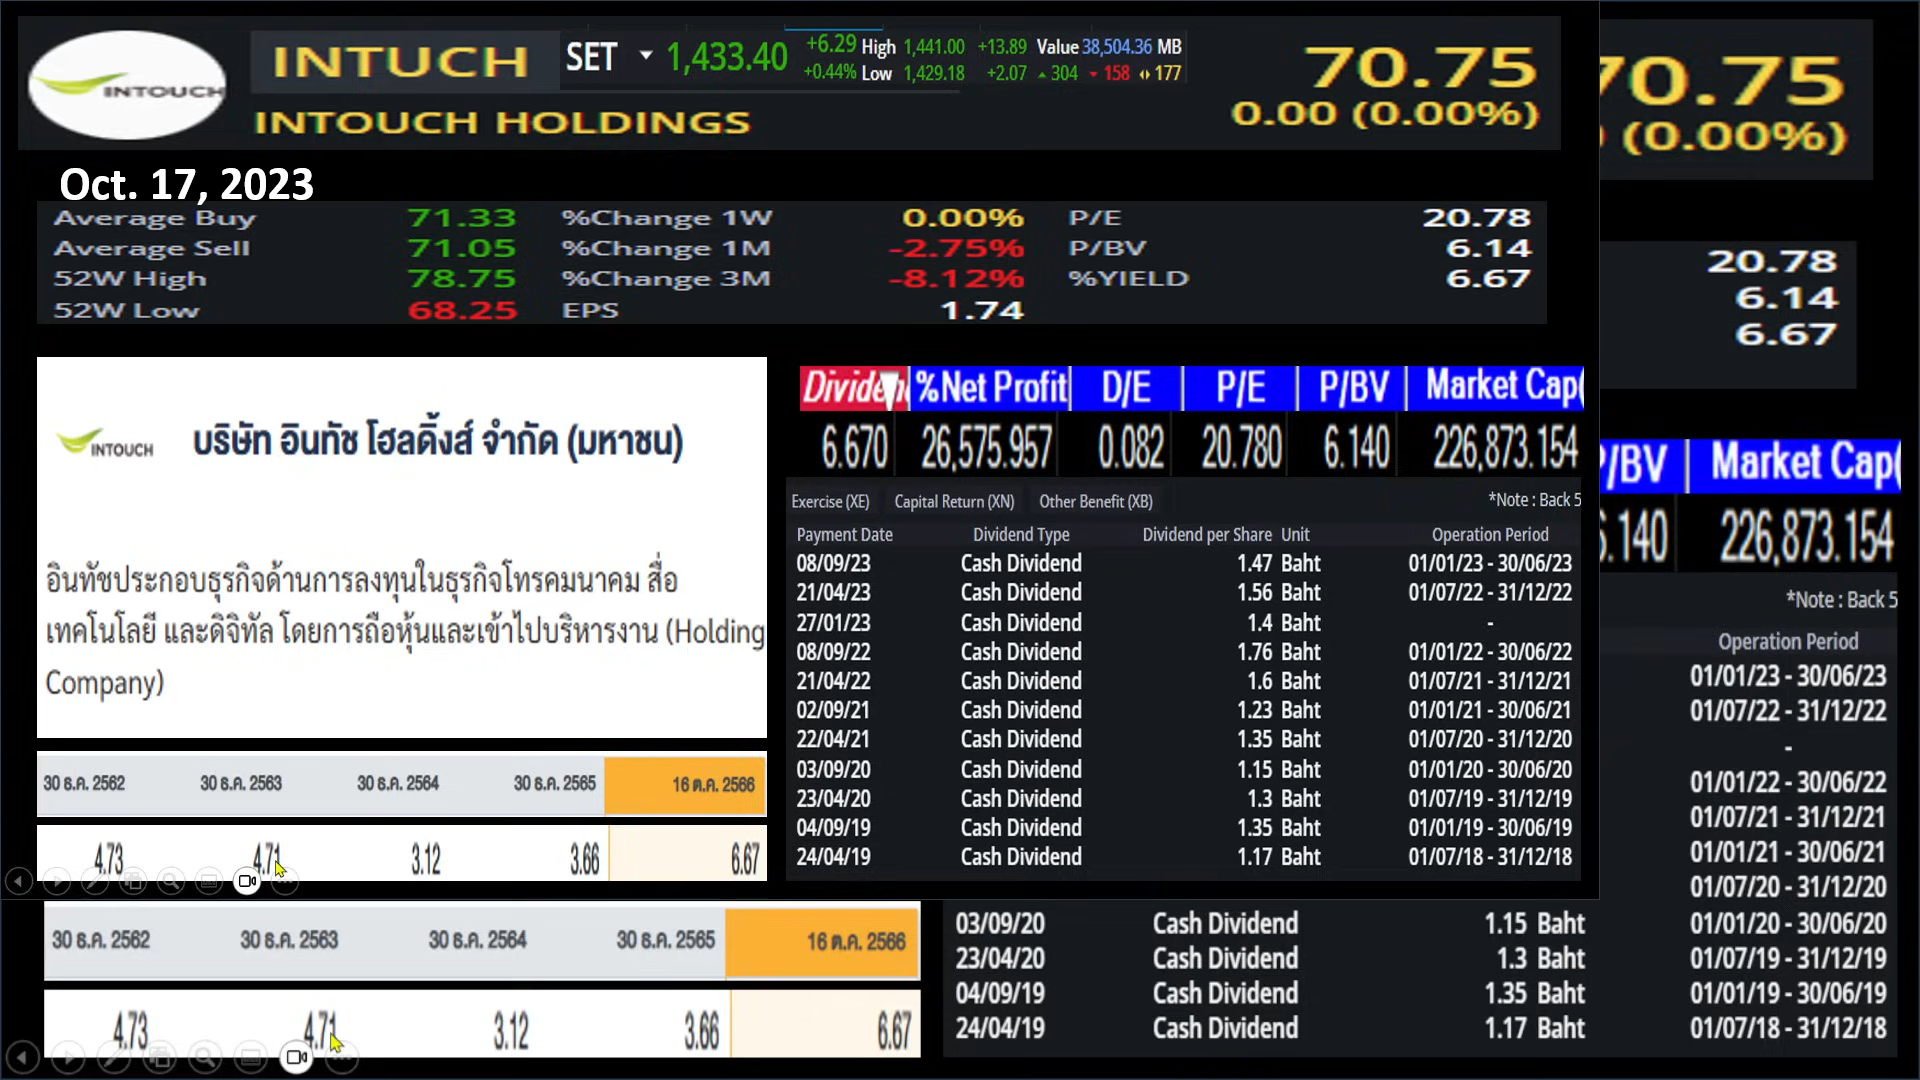 INTOUCH
INTUCH
INTOUCH HOLDINGS
SET 1,433.40 +6.29 High 1,441.00 +13.89 Value 38,504.36 MB
+0.44% Low 1,429.18 +2.07 304 158 177
70.75
0.00 (0.00%)
70.75
(0.00%)
Oct. 17, 2023
Average Buy 71.33 %Change 1W 0.00% P/E 20.78
Average Sell 71.05 %Change 1M -2.75% P/BV 6.14
52W High 78.75 %Change 3M -8.12% %YIELD 6.67
52W Low 68.25 EPS 1.74
20.78
6.14
6.67
INTOUCH บริษัท อินทัช โฮลดิ้งส์ จำกัด (มหาชน)
อินทัชประกอบธุรกิจด้านการลงทุนในธุรกิจโทรคมนาคม สื่อ
เทคโนโลยี และดิจิทัล โดยการถือหุ้นและเข้าไปบริหารงาน (Holding
Company)
30 ธ.ค. 2562 30 ธ.ค. 2563 30 ธ.ค. 2564 30 ธ.ค. 2565 16 ต.ค. 2566
4.73 4.71 3.12 3.66 6.67
Dividen %Net Profit D/E P/E P/BV Market Cap(
6.670 26,575.957 0.082 20.780 6.140 226,873.154
Exercise (XE) Capital Return (XN) Other Benefit (XB) *Note : Back 5
Payment Date Dividend Type Dividend per Share Unit Operation Period
08/09/23 Cash Dividend 1.47 Baht 01/01/23 - 30/06/23
21/04/23 Cash Dividend 1.56 Baht 01/07/22 - 31/12/22
27/01/23 Cash Dividend 1.4 Baht -
08/09/22 Cash Dividend 1.76 Baht 01/01/22 - 30/06/22
21/04/22 Cash Dividend 1.6 Baht 01/07/21 - 31/12/21
02/09/21 Cash Dividend 1.23 Baht 01/01/21 - 30/06/21
22/04/21 Cash Dividend 1.35 Baht 01/07/20 - 31/12/20
03/09/20 Cash Dividend 1.15 Baht 01/01/20 - 30/06/20
23/04/20 Cash Dividend 1.3 Baht 01/07/19 - 31/12/19
04/09/19 Cash Dividend 1.35 Baht 01/01/19 - 30/06/19
24/04/19 Cash Dividend 1.17 Baht 01/07/18 - 31/12/18
/BV Market Cap(
.140 226,873.154
*Note : Back 5
Operation Period
01/01/23 - 30/06/23
01/07/22 - 31/12/22
-
01/01/22 - 30/06/22
01/07/21 - 31/12/21
01/01/21 - 30/06/21
01/07/20 - 31/12/20
30 ธ.ค. 2562 30 ธ.ค. 2563 30 ธ.ค. 2564 30 ธ.ค. 2565 16 ต.ค. 2566
4.73 4.71 3.12 3.66 6.67
03/09/20 Cash Dividend 1.15 Baht 01/01/20 - 30/06/20
23/04/20 Cash Dividend 1.3 Baht 01/07/19 - 31/12/19
04/09/19 Cash Dividend 1.35 Baht 01/01/19 - 30/06/19
24/04/19 Cash Dividend 1.17 Baht 01/07/18 - 31/12/18